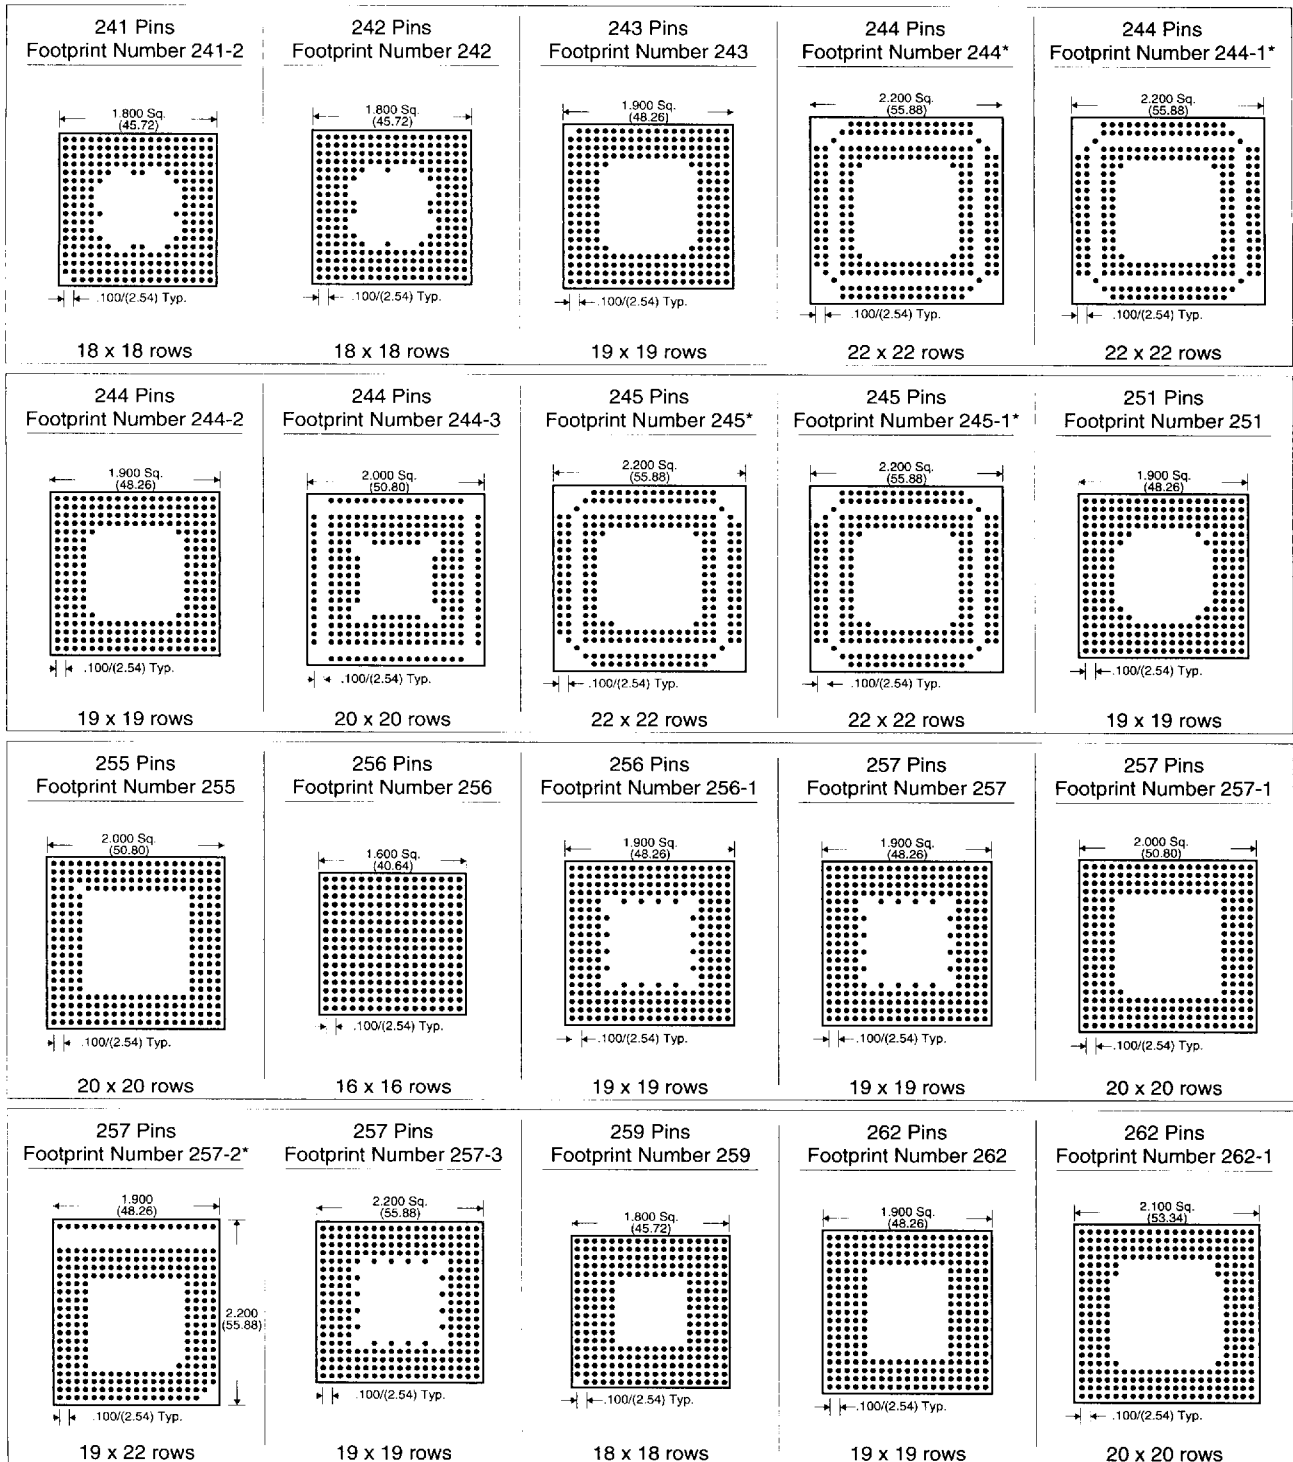 241 Pins
Footprint Number 241-2
1.800 Sq.
(45.72)
.100/(2.54) Typ.
18 x 18 rows
242 Pins
Footprint Number 242
1.800 Sq.
(45.72)
.100/(2.54) Typ.
18 x 18 rows
243 Pins
Footprint Number 243
1.900 Sq.
(48.26)
.100/(2.54) Typ.
19 x 19 rows
244 Pins
Footprint Number 244*
2.200 Sq.
(55.88)
.100/(2.54) Typ.
22 x 22 rows
244 Pins
Footprint Number 244-1*
2.200 Sq.
(55.88)
.100/(2.54) Typ.
22 x 22 rows
244 Pins
Footprint Number 244-2
1.900 Sq.
(48.26)
.100/(2.54) Typ.
19 x 19 rows
244 Pins
Footprint Number 244-3
2.000 Sq.
(50.80)
.100/(2.54) Typ.
20 x 20 rows
245 Pins
Footprint Number 245*
2.200 Sq.
(55.88)
.100/(2.54) Typ.
22 x 22 rows
245 Pins
Footprint Number 245-1*
2.200 Sq.
(55.88)
.100/(2.54) Typ.
22 x 22 rows
251 Pins
Footprint Number 251
1.900 Sq.
(48.26)
.100/(2.54) Typ.
19 x 19 rows
255 Pins
Footprint Number 255
2.000 Sq.
(50.80)
.100/(2.54) Typ.
20 x 20 rows
256 Pins
Footprint Number 256
1.600 Sq.
(40.64)
.100/(2.54) Typ.
16 x 16 rows
256 Pins
Footprint Number 256-1
1.900 Sq.
(48.26)
.100/(2.54) Typ.
19 x 19 rows
257 Pins
Footprint Number 257
1.900 Sq.
(48.26)
.100/(2.54) Typ.
19 x 19 rows
257 Pins
Footprint Number 257-1
2.000 Sq.
(50.80)
.100/(2.54) Typ.
20 x 20 rows
257 Pins
Footprint Number 257-2*
1.900
(48.26)
2.200
(55.88)
.100/(2.54) Typ.
19 x 22 rows
257 Pins
Footprint Number 257-3
2.200 Sq.
(55.88)
.100/(2.54) Typ.
19 x 19 rows
259 Pins
Footprint Number 259
1.800 Sq.
(45.72)
.100/(2.54) Typ.
18 x 18 rows
262 Pins
Footprint Number 262
1.900 Sq.
(48.26)
.100/(2.54) Typ.
19 x 19 rows
262 Pins
Footprint Number 262-1
2.100 Sq.
(53.34)
.100/(2.54) Typ.
20 x 20 rows